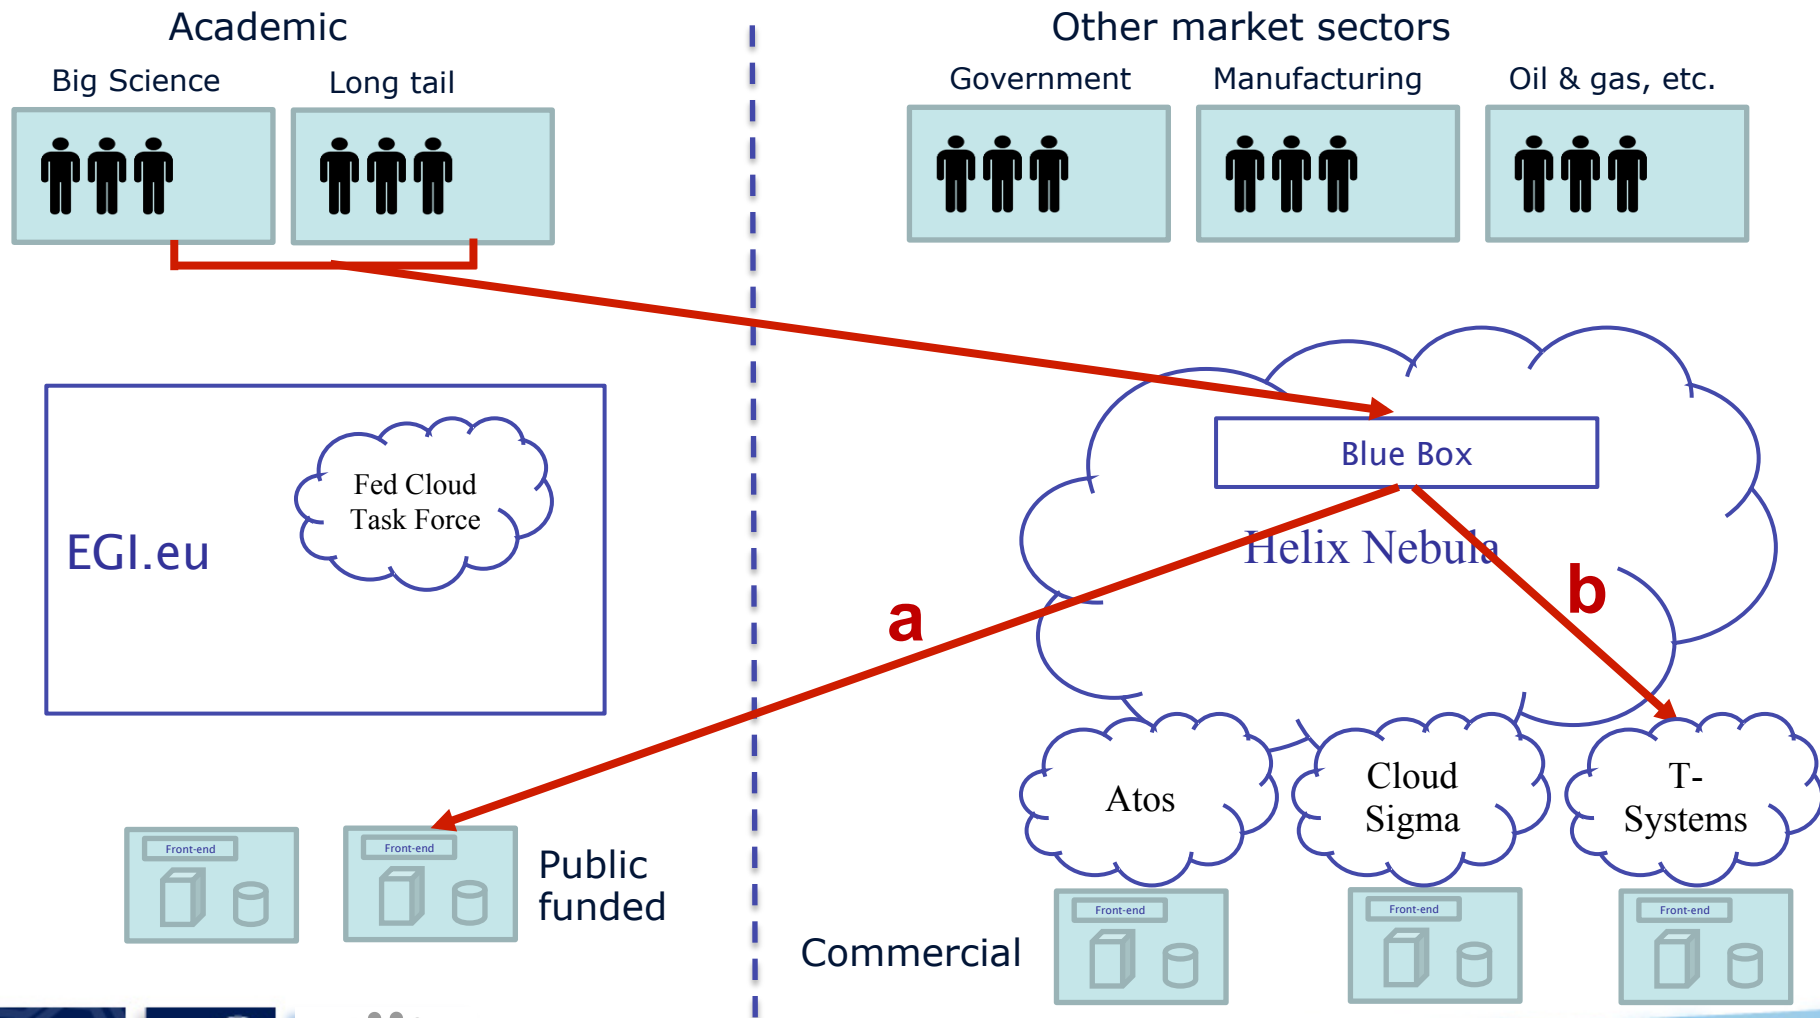 Academic
Other market sectors
Big Science
Long tail
Government
Manufacturing
Oil & gas, etc.
Blue Box
Fed Cloud
Task Force
EGI.eu
Helix Nebula
a
b
Atos
Cloud
Sigma
T-
Systems
Front-end
Front-end
Public
funded
Commercial
Front-end
Front-end
Front-end